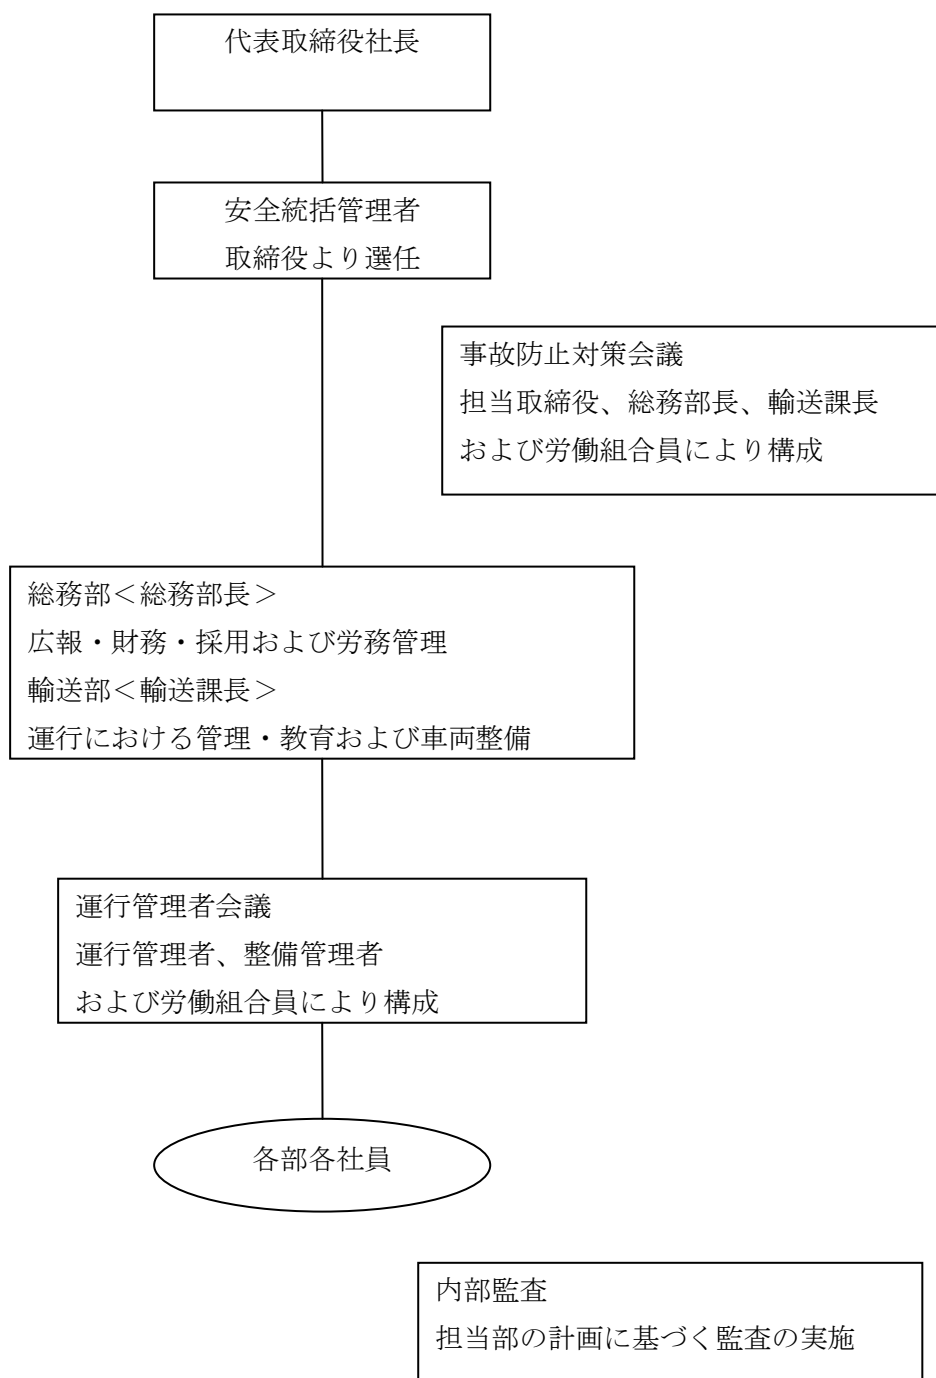 代表取締役社長
安全統括管理者
取締役より選任
事故防止対策会議
担当取締役、総務部長、輸送課長
および労働組合員により構成
総務部＜総務部長＞
広報・財務・採用および労務管理
輸送部＜輸送課長＞
運行における管理・教育および車両整備
運行管理者会議
運行管理者、整備管理者
および労働組合員により構成
各部各社員
内部監査
担当部の計画に基づく監査の実施